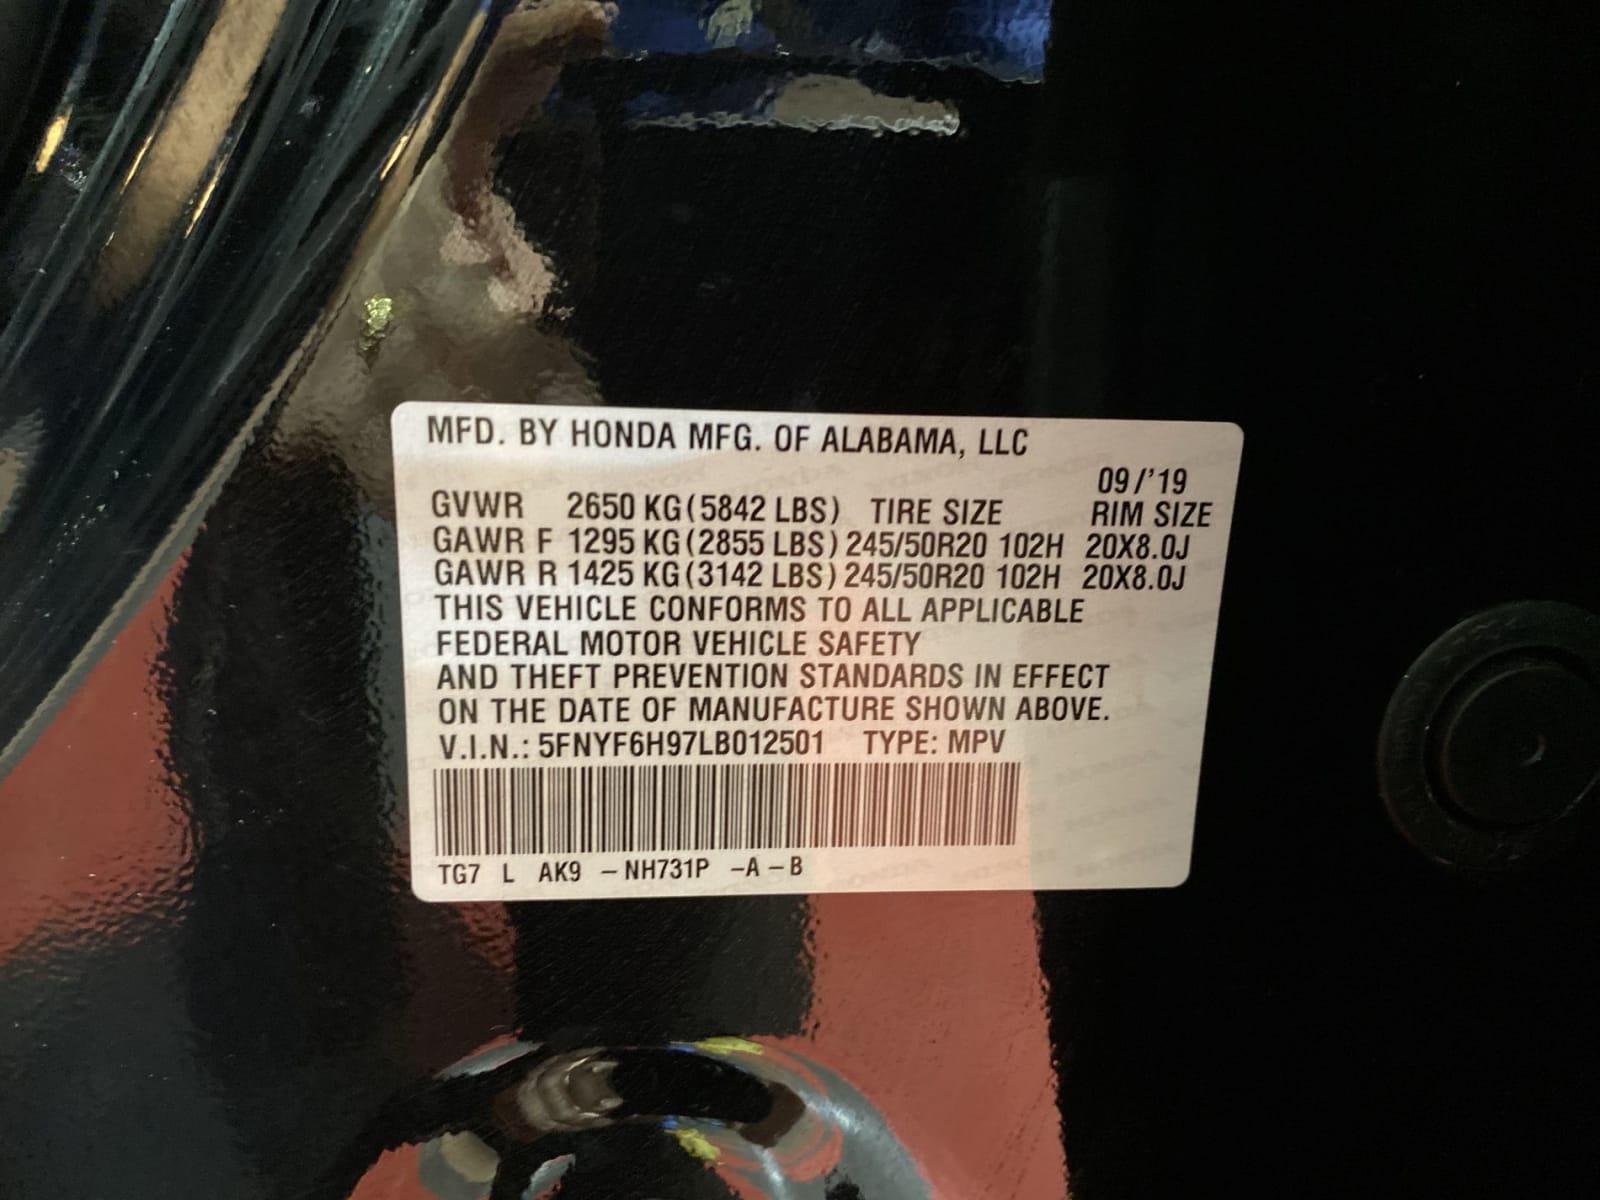 MFD. BY HONDA MFG. OF ALABAMA, LLC
09/'19
GVWR 2650 KG(5842 LBS) TIRE SIZE RIM SIZE
GAWR F 1295 KG(2855 LBS) 245/50R20 102H 20X8.0J
GAWR R 1425 KG(3142 LBS) 245/50R20 102H 20X8.0J
THIS VEHICLE CONFORMS TO ALL APPLICABLE
FEDERAL MOTOR VEHICLE SAFETY
AND THEFT PREVENTION STANDARDS IN EFFECT
ON THE DATE OF MANUFACTURE SHOWN ABOVE.
V.I.N.: 5FNYF6H97LB012501 TYPE: MPV
TG7 L AK9 – NH731P –A – B